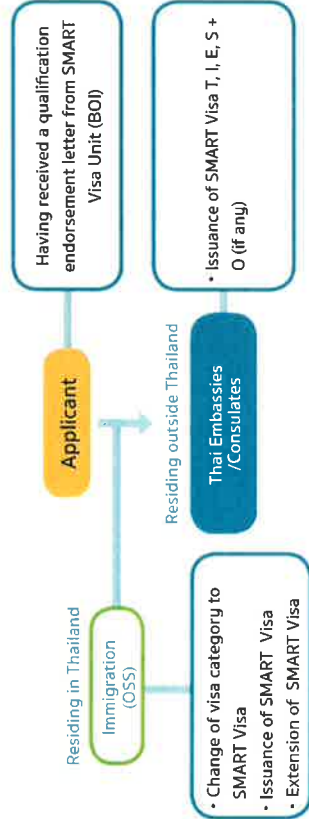 Applicant
Having received a qualification
endorsement letter from SMART
Visa Unit (BOI)
Residing in Thailand
Immigration
(OSS)
• Change of visa category to
SMART Visa
• Issuance of SMART Visa
• Extension of SMART Visa
Residing outside Thailand
Thai Embassies
/Consulates
• Issuance of SMART Visa T, I, E, S +
O (if any)